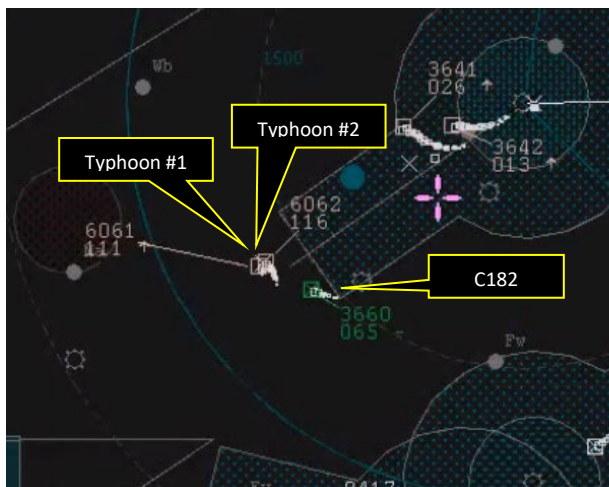 Wb
1500
3641
026 ↑
Typhoon #2
Typhoon #1
3642
013 ↑
6062
116
6061
111 ↑
C182
3660
065 -
Fw